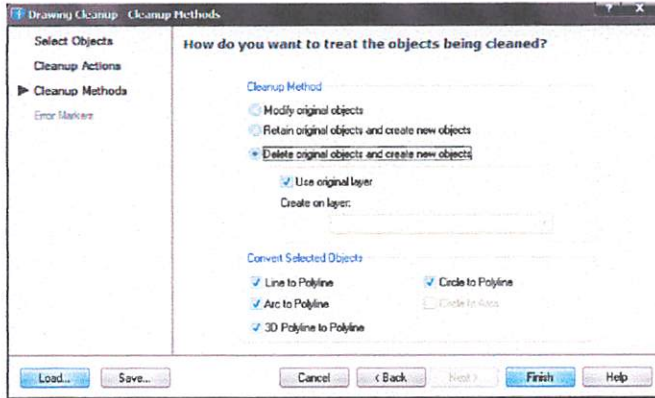 Drawing Cleanup - Cleanup Methods
? X
Select Objects
Cleanup Actions
Cleanup Methods
Error Markers
How do you want to treat the objects being cleaned?
Cleanup Method
Modify original objects
Retain original objects and create new objects
Delete original objects and create new objects
Use original layer
Create on layer:
Convert Selected Objects
Line to Polyline
Circle to Polyline
Arc to Polyline
Circle to Arcs
3D Polyline to Polyline
Load... Save... Cancel < Back Next > Finish Help